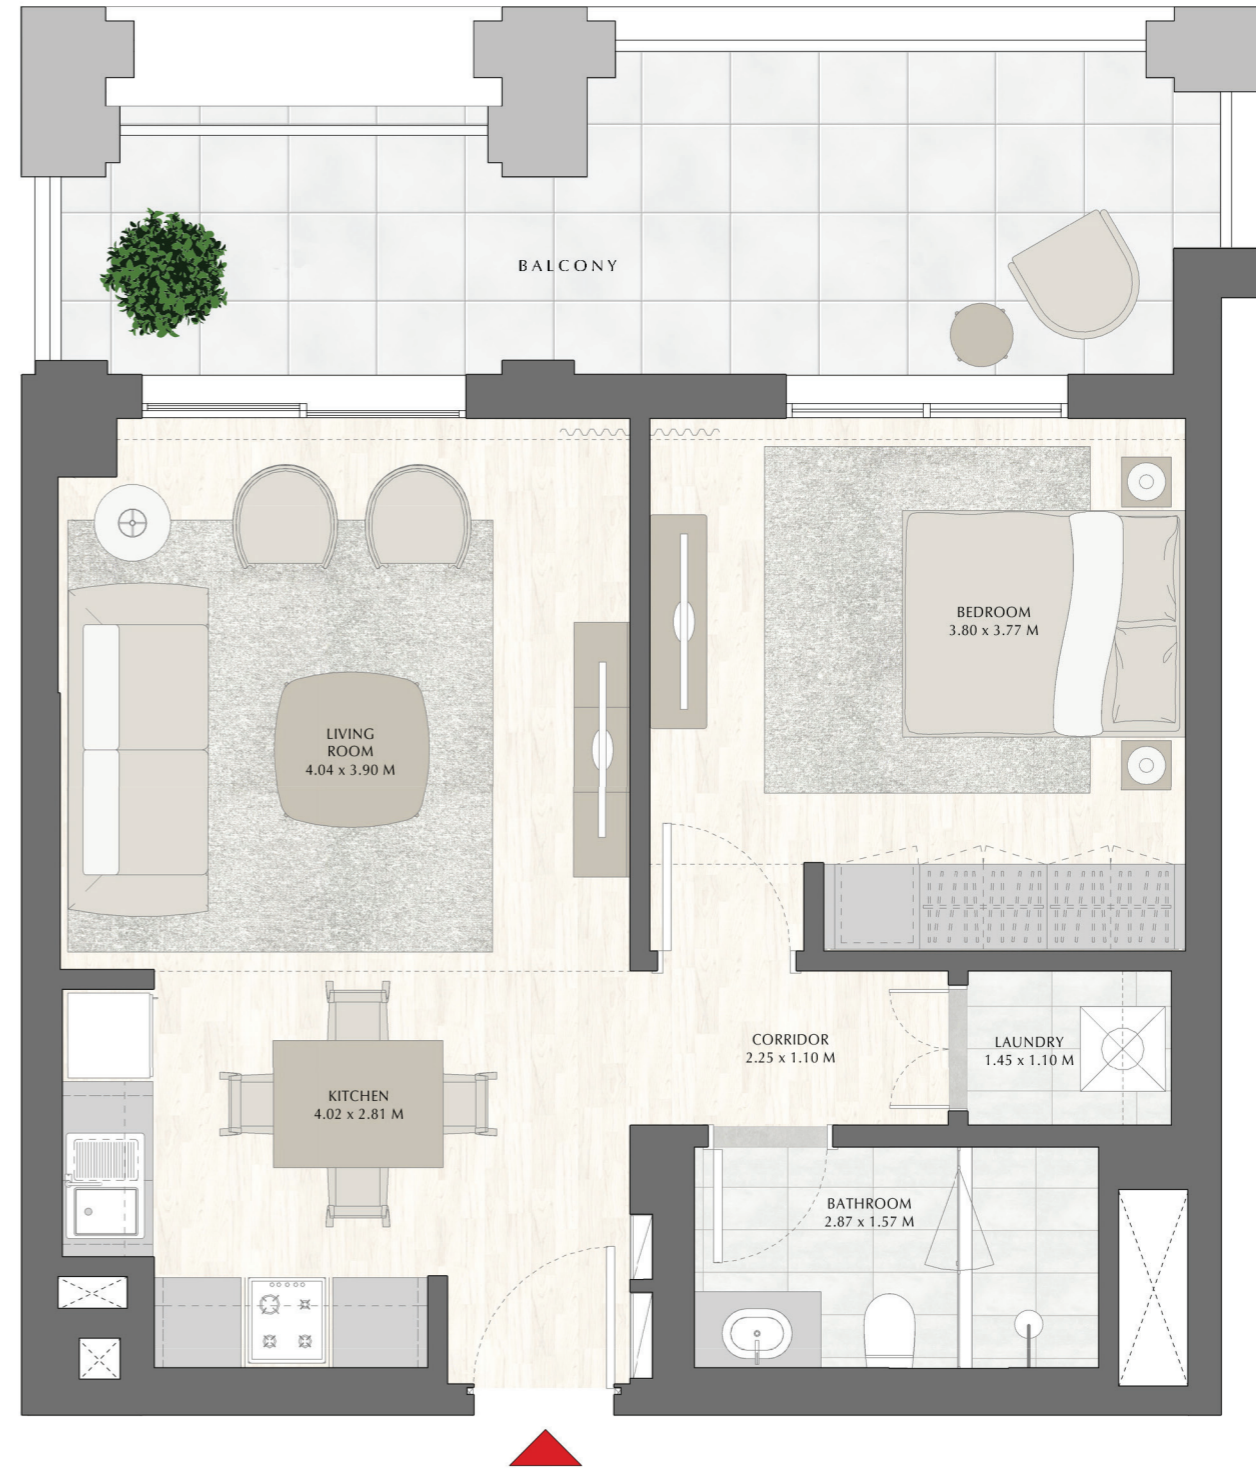 BALCONY
BEDROOM
3.80 x 3.77 M
LIVING
ROOM
4.04 x 3.90 M
CORRIDOR
2.25 x 1.10 M
LAUNDRY
1.45 x 1.10 M
KITCHEN
4.02 x 2.81 M
BATHROOM
2.87 x 1.57 M